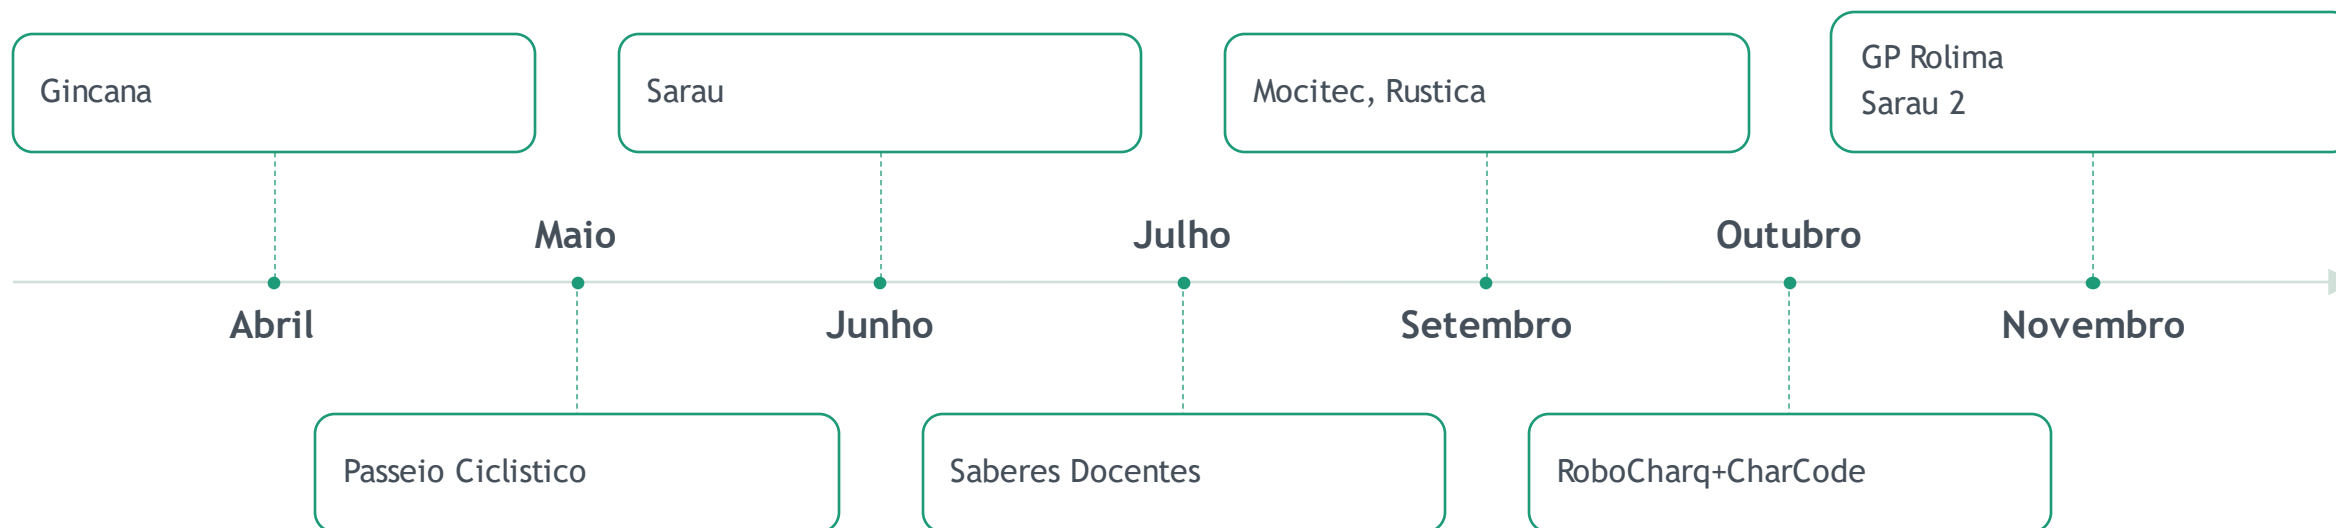 Gincana
Sarau
Mocitec, Rustica
GP Rolima
Sarau 2
Maio
Julho
Outubro
Abril
Junho
Setembro
Novembro
Passeio Ciclistico
Saberes Docentes
RoboCharq+CharCode